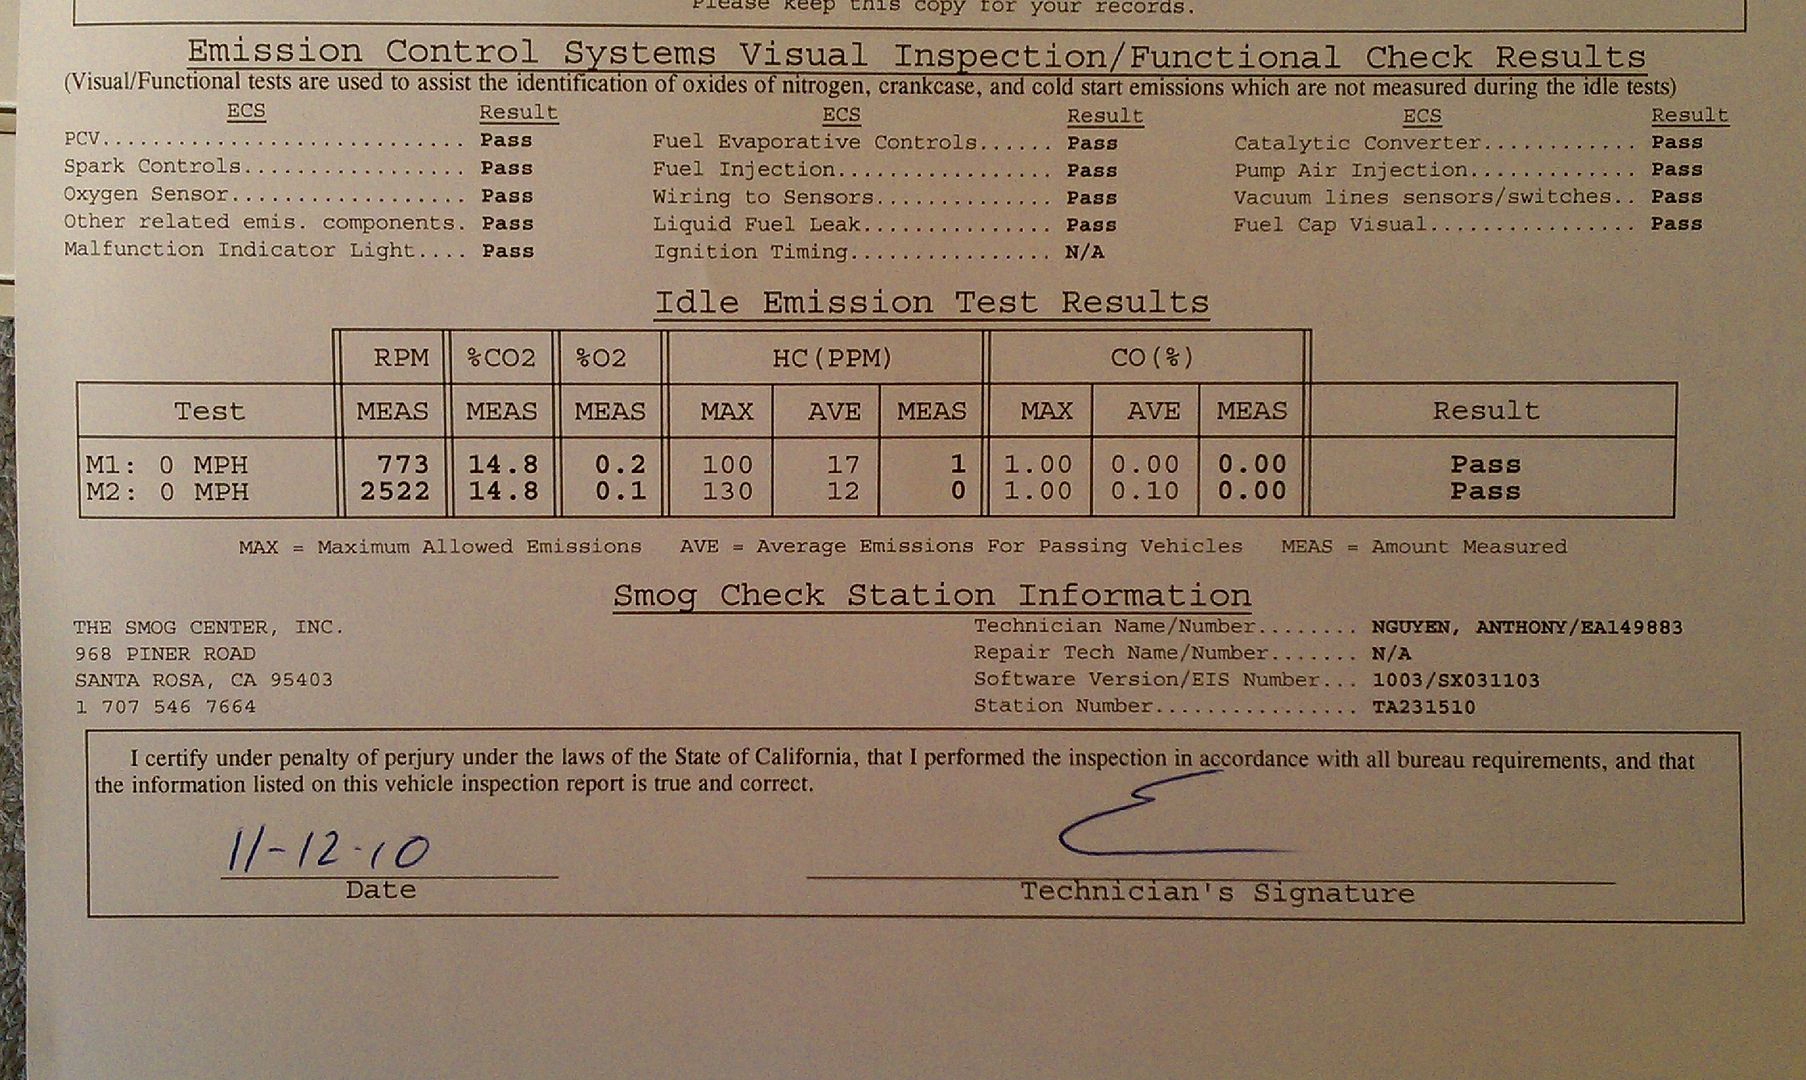 Please keep this copy for your records.
Emission Control Systems Visual Inspection/Functional Check Results
(Visual/Functional tests are used to assist the identification of oxides of nitrogen, crankcase, and cold start emissions which are not measured during the idle tests)
ECS Result ECS Result ECS Result
PCV............................ Pass Fuel Evaporative Controls...... Pass Catalytic Converter............ Pass
Spark Controls................. Pass Fuel Injection................. Pass Pump Air Injection............. Pass
Oxygen Sensor.................. Pass Wiring to Sensors.............. Pass Vacuum lines sensors/switches.. Pass
Other related emis. components. Pass Liquid Fuel Leak............... Pass Fuel Cap Visual................ Pass
Malfunction Indicator Light.... Pass Ignition Timing................ N/A
Idle Emission Test Results
RPM %CO2 %O2 HC(PPM) CO(%)
Test MEAS MEAS MEAS MAX AVE MEAS MAX AVE MEAS Result
M1: 0 MPH 773 14.8 0.2 100 17 1 1.00 0.00 0.00 Pass
M2: 0 MPH 2522 14.8 0.1 130 12 0 1.00 0.10 0.00 Pass
MAX = Maximum Allowed Emissions AVE = Average Emissions For Passing Vehicles MEAS = Amount Measured
Smog Check Station Information
THE SMOG CENTER, INC. Technician Name/Number........ NGUYEN, ANTHONY/EA149883
968 PINER ROAD Repair Tech Name/Number....... N/A
SANTA ROSA, CA 95403 Software Version/EIS Number... 1003/SX031103
1 707 546 7664 Station Number................ TA231510
I certify under penalty of perjury under the laws of the State of California, that I performed the inspection in accordance with all bureau requirements, and that
the information listed on this vehicle inspection report is true and correct.
11-12-10
Date Technician's Signature